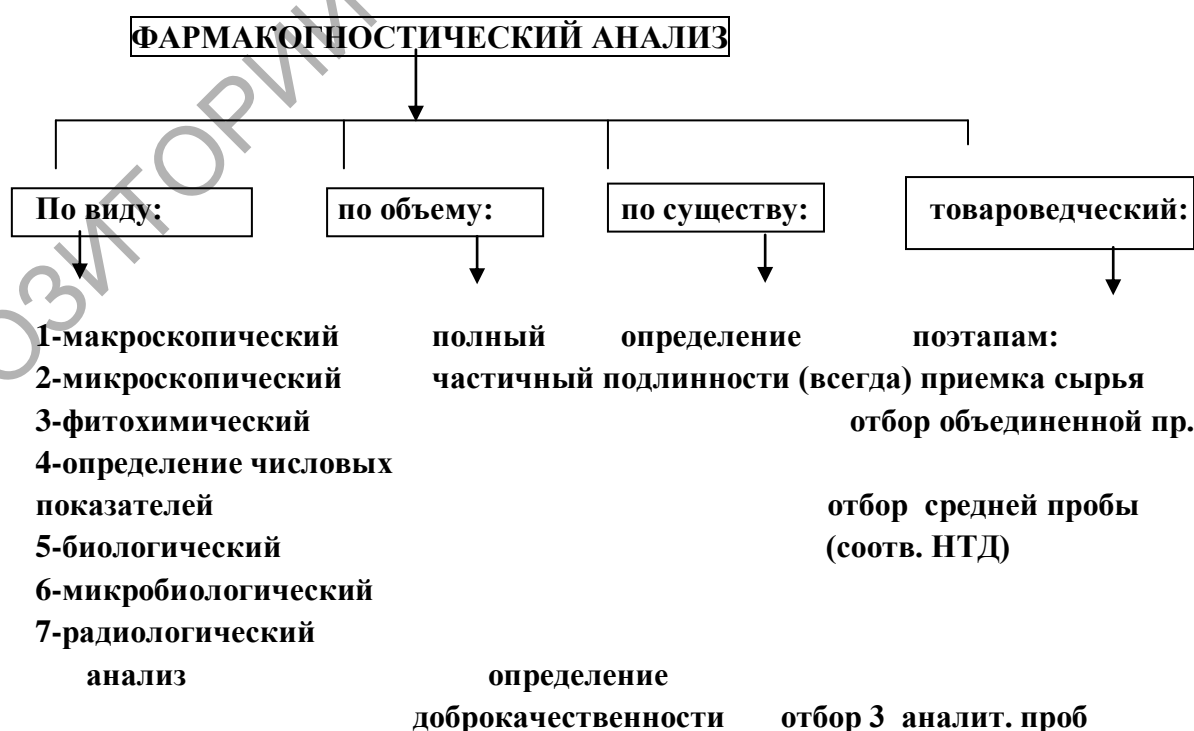 ФАРМАКОГНОСТИЧЕСКИЙ АНАЛИЗ
По виду: по объему: по существу: товароведческий:
1-макроскопический полный определение поэтапам:
2-микроскопический частичный подлинности (всегда) приемка сырья
3-фитохимический отбор объединенной пр.
4-определение числовых
показателей отбор средней пробы
5-биологический (соотв. НТД)
6-микробиологический
7-радиологический
анализ определение
доброкачественности отбор 3 аналит. проб